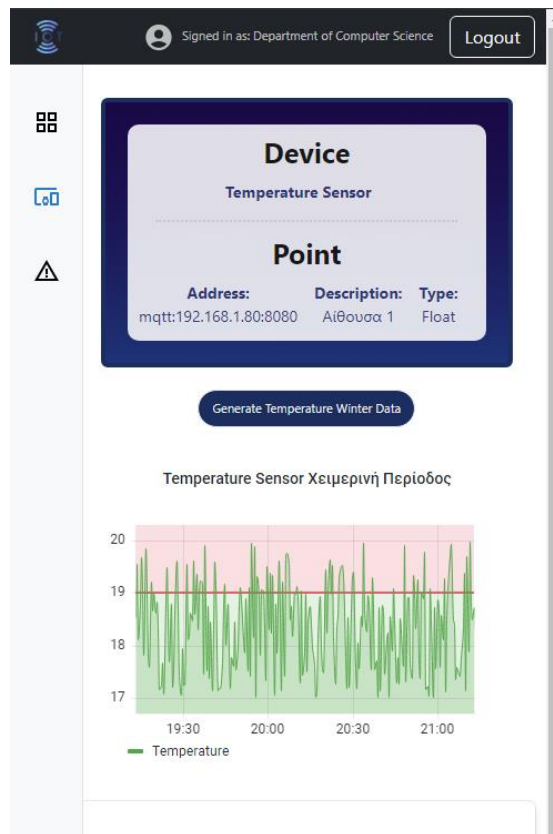 ICT
Signed in as: Department of Computer Science
Logout
Device
Temperature Sensor
Point
Address: Description: Type:
mqtt:192.168.1.80:8080 Αίθουσα 1 Float
Generate Temperature Winter Data
Temperature Sensor Χειμερινή Περίοδος
20
19
18
17
19:30 20:00 20:30 21:00
Temperature